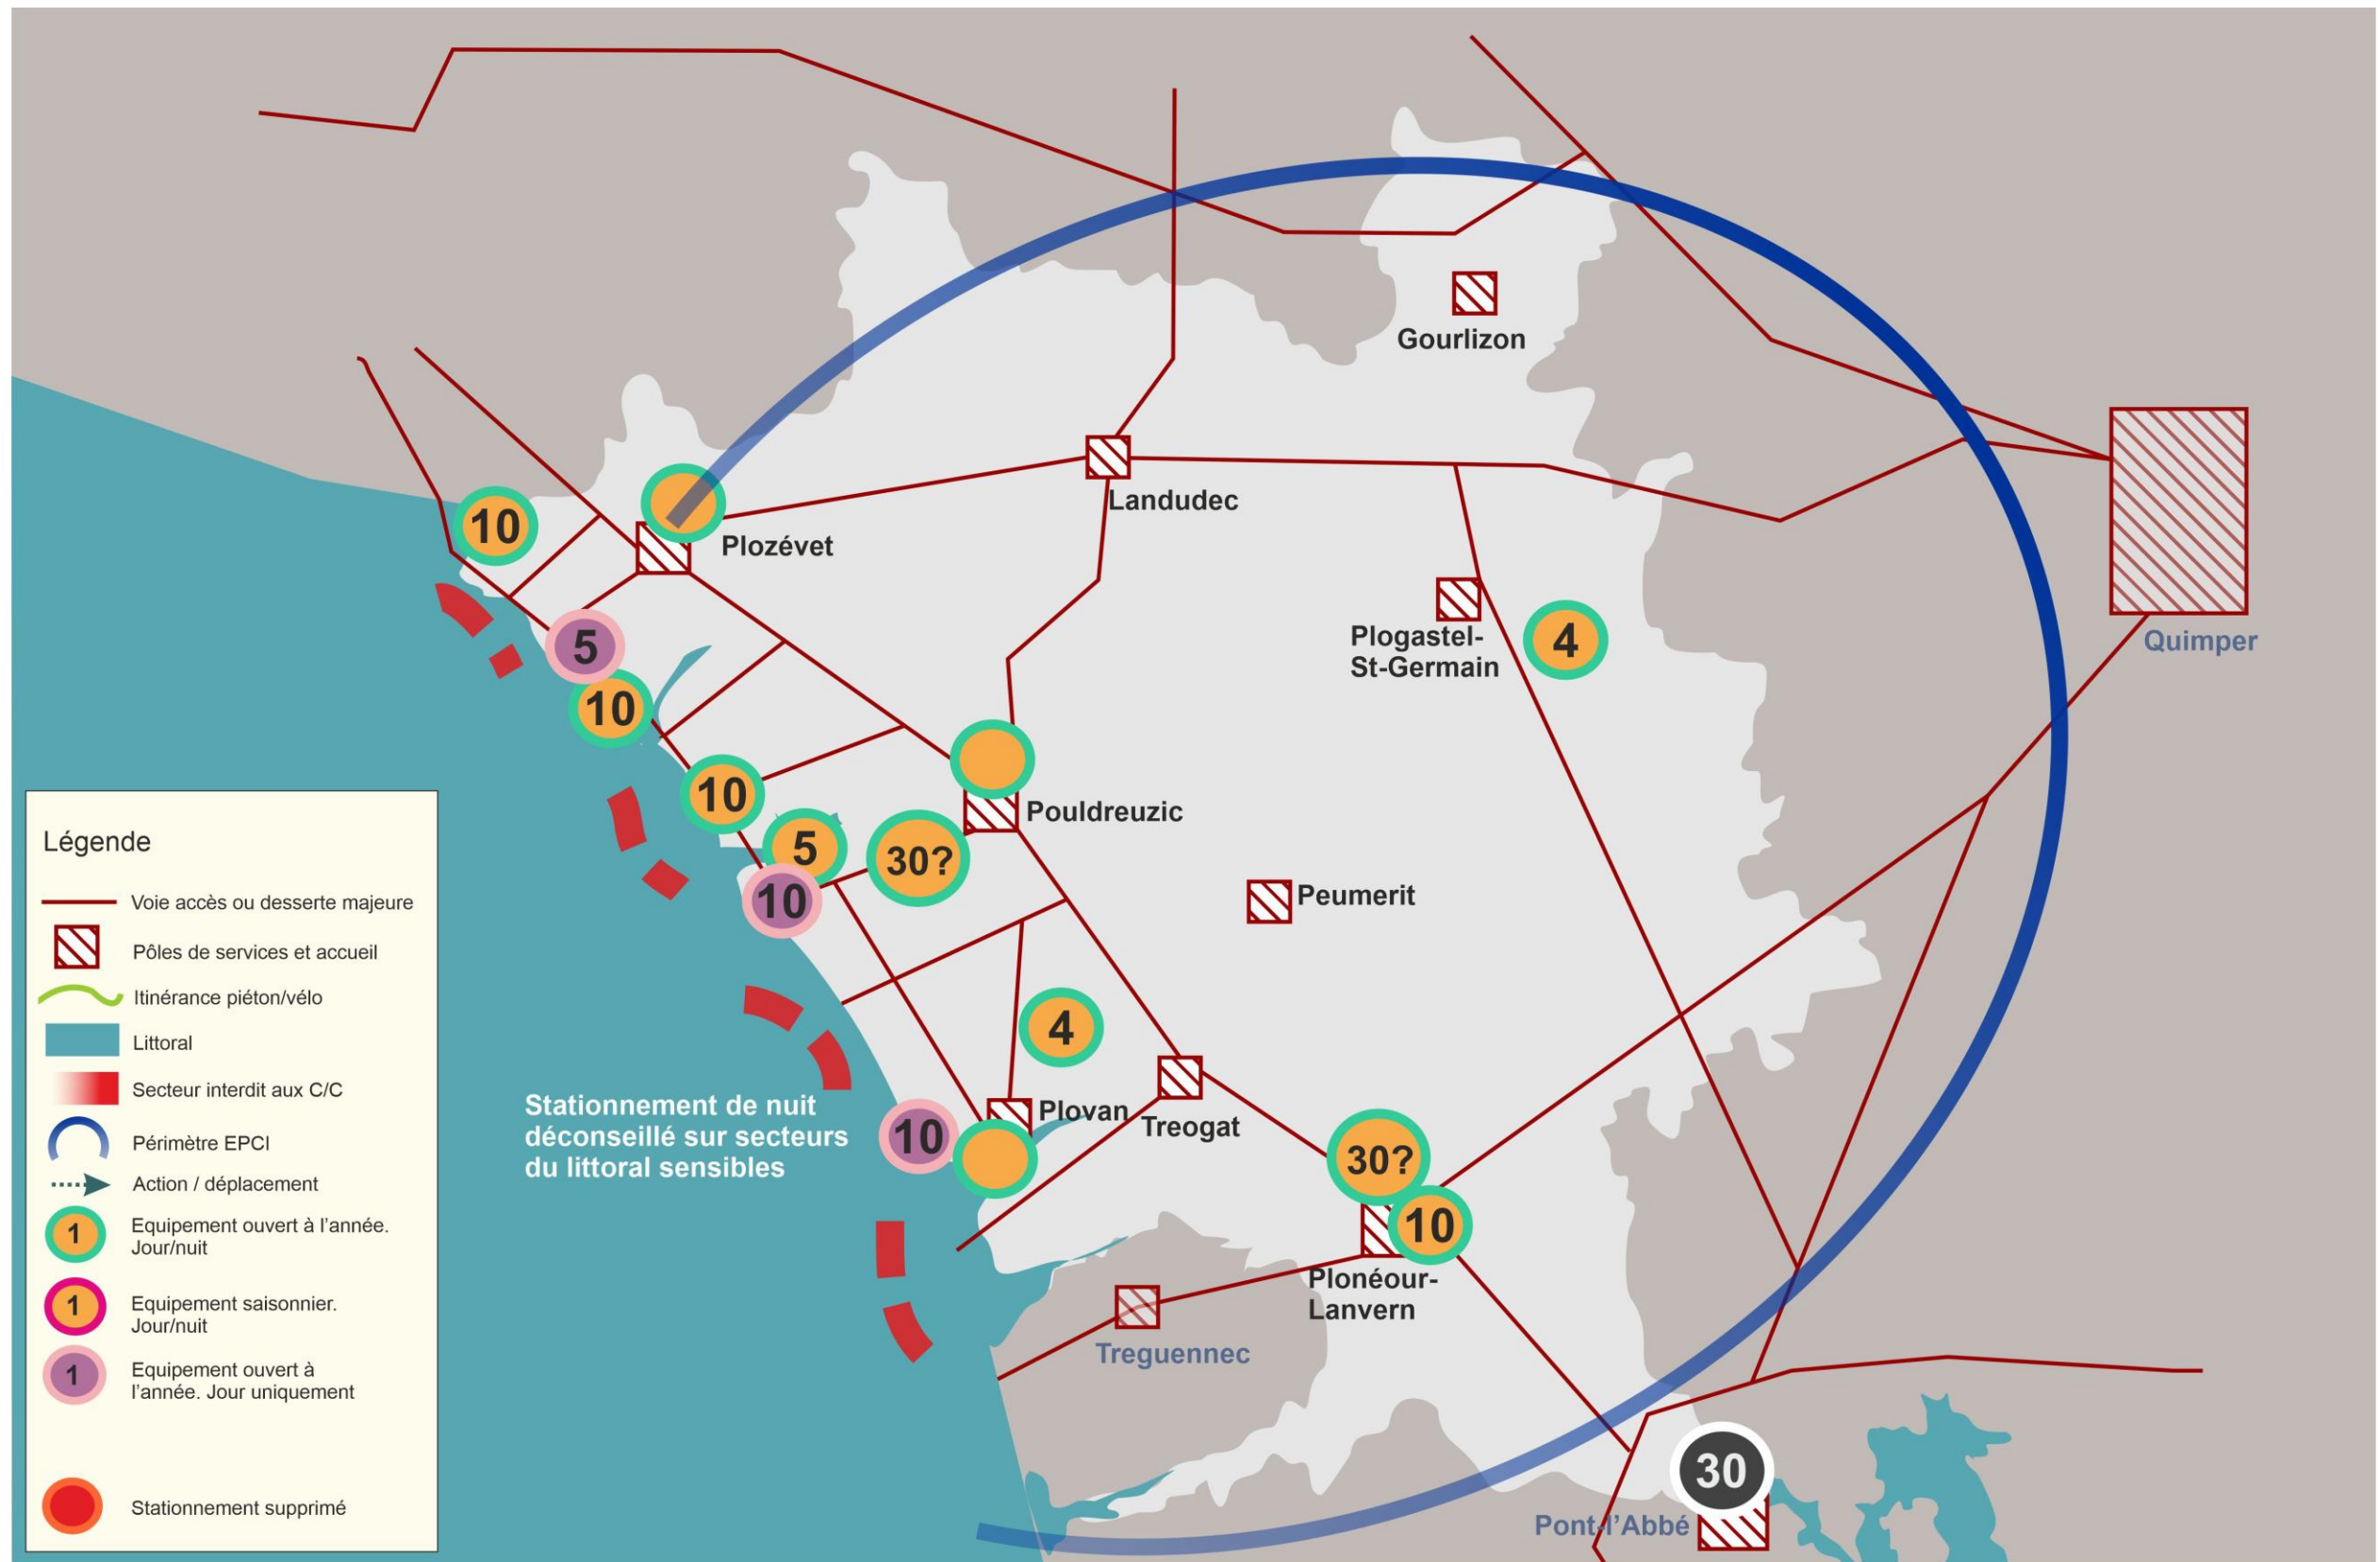 Gourlizon
Landudec
10
Plozévet
Plogastel-
St-Germain
4
Quimper
5
10
10
Pouldreuzic
5
30?
10
Peumerit
4
Stationnement de nuit
déconseillé sur secteurs
du littoral sensibles
Plovan
Treogat
10
30?
10
Plonéour-
Lanvern
Treguennec
30
Pont-l’Abbé
Légende
Voie accès ou desserte majeure
Pôles de services et accueil
Itinérance piéton/vélo
Littoral
Secteur interdit aux C/C
Périmètre EPCI
Action / déplacement
1
Equipement ouvert à l’année.
Jour/nuit
1
Equipement saisonnier.
Jour/nuit
1
Equipement ouvert à
l’année. Jour uniquement
Stationnement supprimé